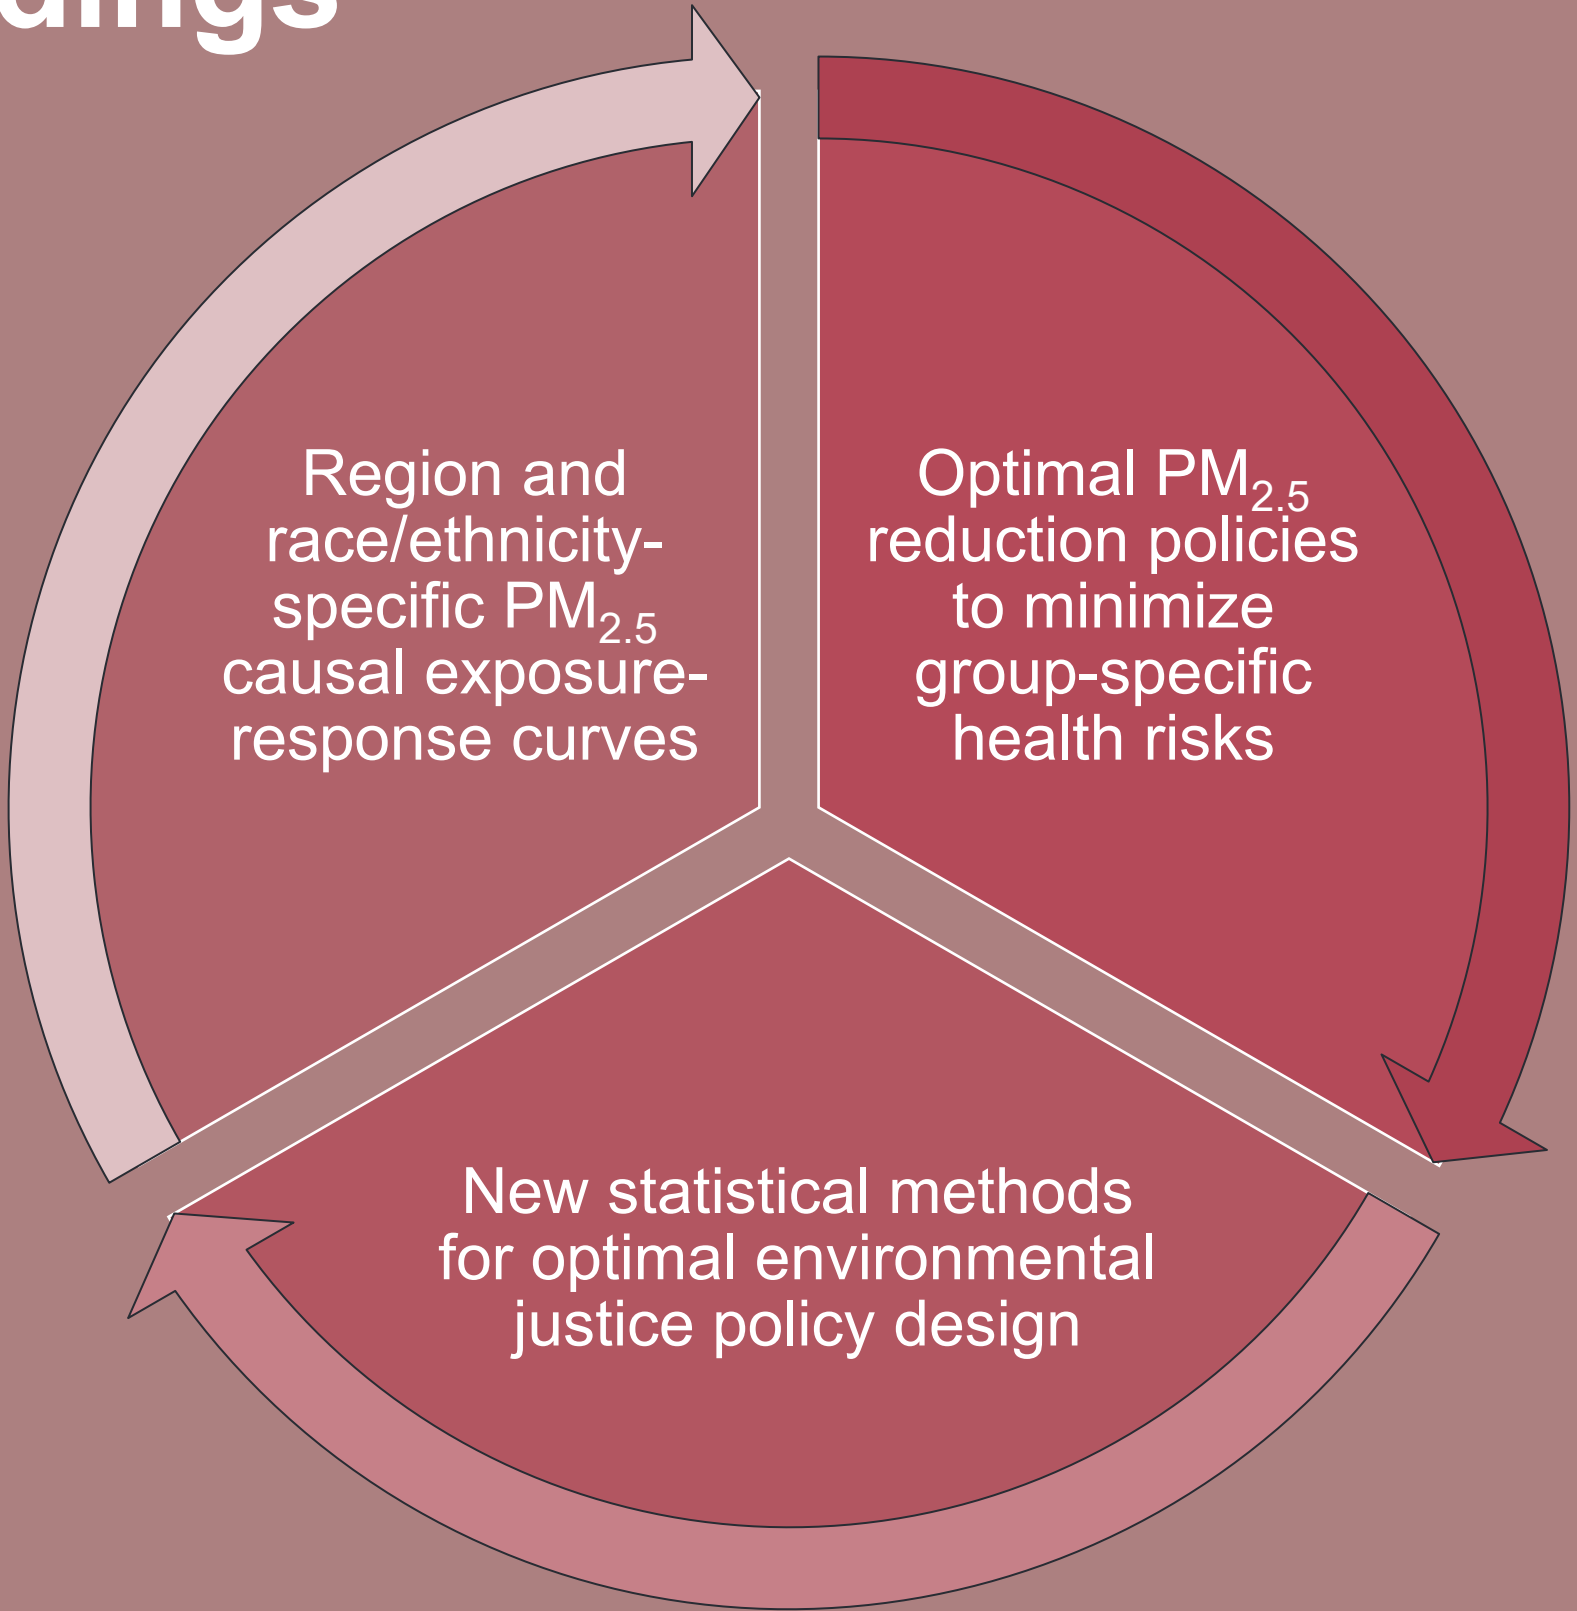 Region and
race/ethnicity-
specific PM₂.₅
causal exposure-
response curves
Optimal PM₂.₅
reduction policies
to minimize
group-specific
health risks
New statistical methods
for optimal environmental
justice policy design